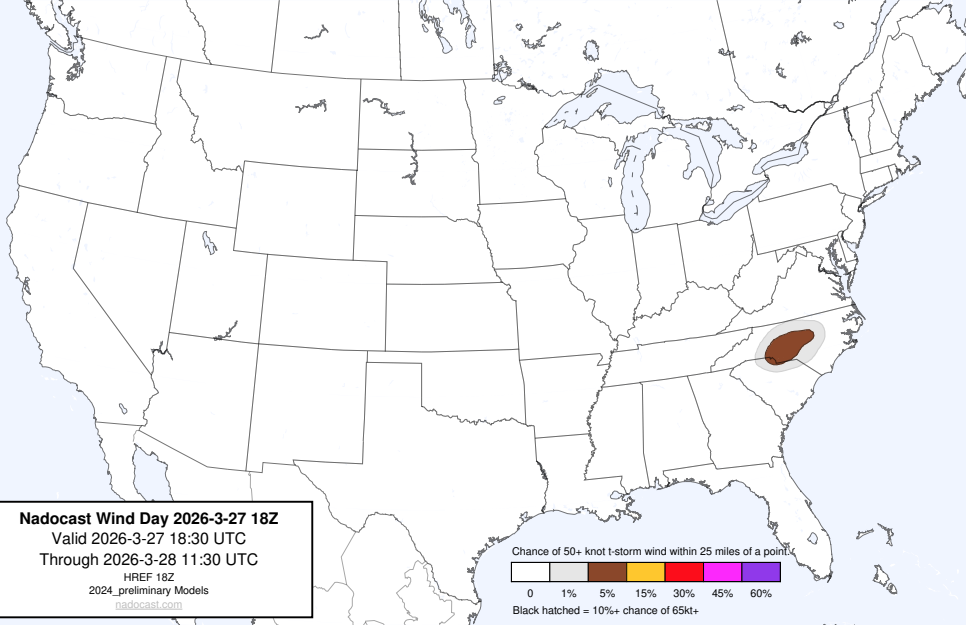 Nadocast Wind Day 2026-3-27 18Z
Valid 2026-3-27 18:30 UTC
Through 2026-3-28 11:30 UTC
HREF 18Z
2024_preliminary Models
nadocast.com
Chance of 50+ knot t-storm wind within 25 miles of a point.
0 1% 5% 15% 30% 45% 60%
Black hatched = 10%+ chance of 65kt+